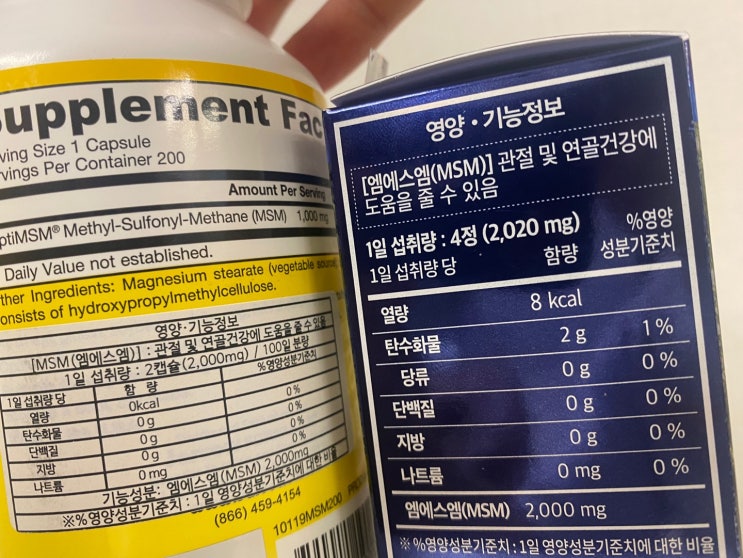 Supplement Fac
ving Size 1 Capsule
rvings Per Container 200
Amount Per Serving
ptiMSM® Methyl-Sulfonyl-Methane (MSM) 1,000 mg
Daily Value not established.
ther Ingredients: Magnesium stearate (vegetable source
onsists of hydroxypropylmethylcellulose.
영양·기능정보
[MSM(엠에스엠)] : 관절 및 연골건강에 도움을 줄 수 있음
1일 섭취량 : 2캡슐(2,000mg) / 100일 분량
1일 섭취량 당 함 량 %영양성분기준치
열량 0kcal 0%
탄수화물 0g 0%
단백질 0g 0%
지방 0g 0%
나트륨 0mg 0%
기능성분: 엠에스엠(MSM) 2,000mg
※%영양성분기준치 : 1일 영양성분기준치에 대한 비율
(866) 459-4154
10119MSM200
영양·기능정보
[엠에스엠(MSM)] 관절 및 연골건강에
도움을 줄 수 있음
1일 섭취량 : 4정 (2,020 mg)
1일 섭취량 당 함량 %영양성분기준치
열량 8 kcal
탄수화물 2 g 1%
당류 0 g 0%
단백질 0 g 0%
지방 0 g 0%
나트륨 0 mg 0%
엠에스엠(MSM) 2,000 mg
※%영양성분기준치 : 1일 영양성분기준치에 대한 비율